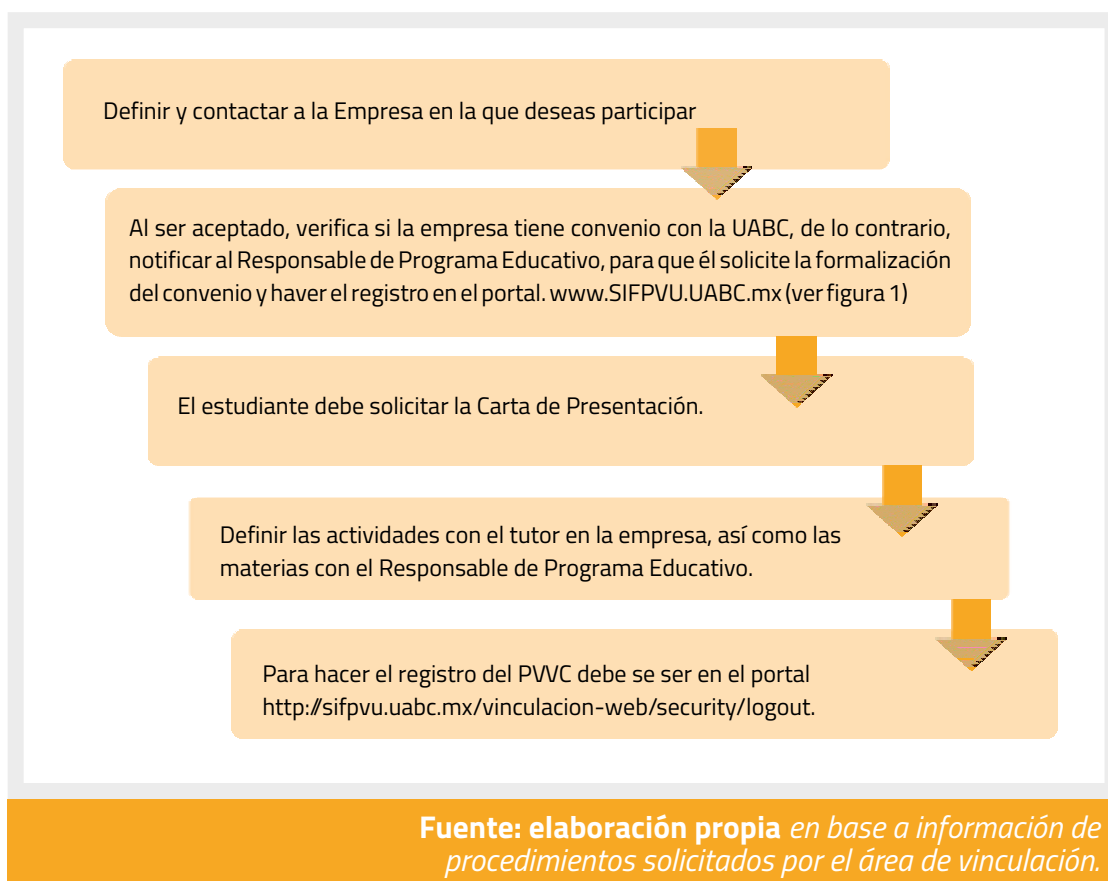 Definir y contactar a la Empresa en la que deseas participar
Al ser aceptado, verifica si la empresa tiene convenio con la UABC, de lo contrario,
notificar al Responsable de Programa Educativo, para que él solicite la formalización
del convenio y haver el registro en el portal. www.SIFPVU.UABC.mx (ver figura 1)
El estudiante debe solicitar la Carta de Presentación.
Definir las actividades con el tutor en la empresa, así como las
materias con el Responsable de Programa Educativo.
Para hacer el registro del PVVC debe se ser en el portal
http://sifpvu.uabc.mx/vinculacion-web/security/logout.
Fuente: elaboración propia en base a información de
procedimientos solicitados por el área de vinculación.